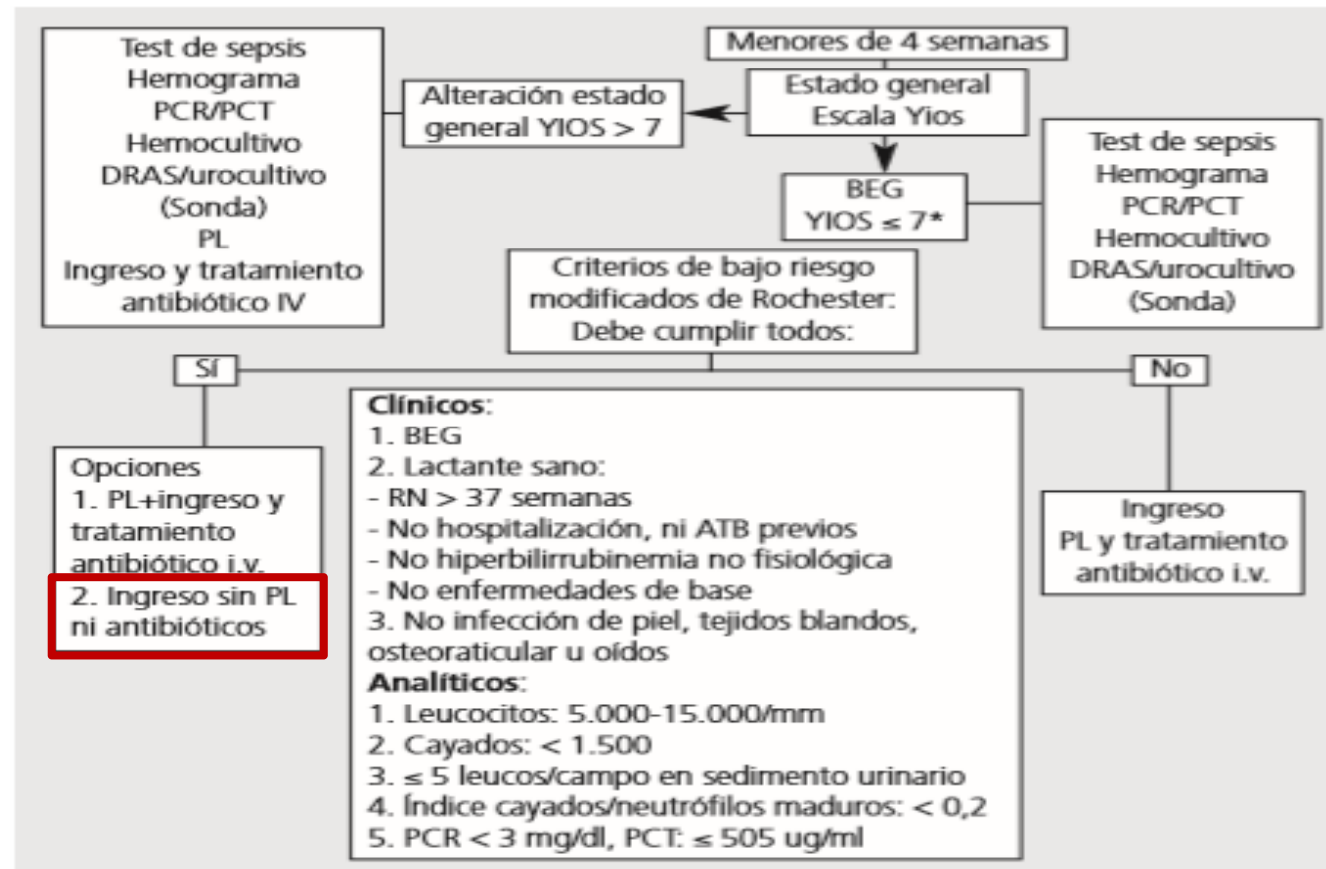 Menores de 4 semanas
Estado general
Escala Yios
Alteración estado
general YIOS > 7
Test de sepsis
Hemograma
PCR/PCT
Hemocultivo
DRAS/urocultivo
(Sonda)
PL
Ingreso y tratamiento
antibiótico IV
BEG
YIOS ≤ 7*
Test de sepsis
Hemograma
PCR/PCT
Hemocultivo
DRAS/urocultivo
(Sonda)
Criterios de bajo riesgo
modificados de Rochester:
Debe cumplir todos:
Sí
No
Opciones
1. PL+ingreso y
tratamiento
antibiótico i.v.
2. Ingreso sin PL
ni antibióticos
Clínicos:
1. BEG
2. Lactante sano:
- RN > 37 semanas
- No hospitalización, ni ATB previos
- No hiperbilirrubinemia no fisiológica
- No enfermedades de base
3. No infección de piel, tejidos blandos,
osteoraticular u oídos
Analíticos:
1. Leucocitos: 5.000-15.000/mm
2. Cayados: < 1.500
3. ≤ 5 leucos/campo en sedimento urinario
4. Índice cayados/neutrófilos maduros: < 0,2
5. PCR < 3 mg/dl, PCT: ≤ 505 ug/ml
Ingreso
PL y tratamiento
antibiótico i.v.